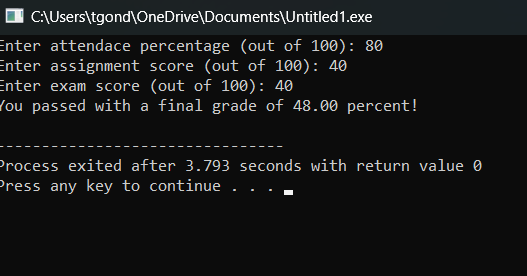 C:\Users\tgond\OneDrive\Documents\Untitled1.exe
Enter attendace percentage (out of 100): 80
Enter assignment score (out of 100): 40
Enter exam score (out of 100): 40
You passed with a final grade of 48.00 percent!
--------------------------------
Process exited after 3.793 seconds with return value 0
Press any key to continue . . .